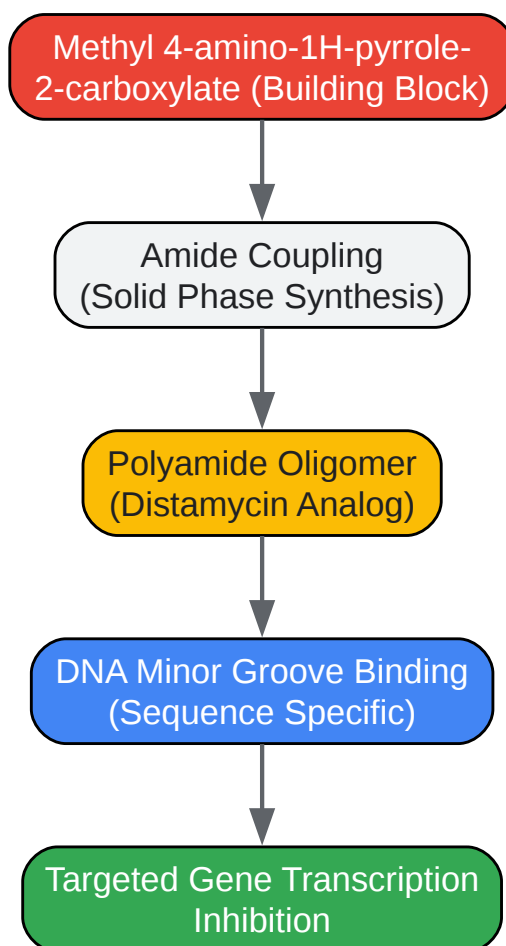 Methyl 4-amino-1H-pyrrole-
2-carboxylate (Building Block)
Amide Coupling
(Solid Phase Synthesis)
Polyamide Oligomer
(Distamycin Analog)
DNA Minor Groove Binding
(Sequence Specific)
Targeted Gene Transcription
Inhibition